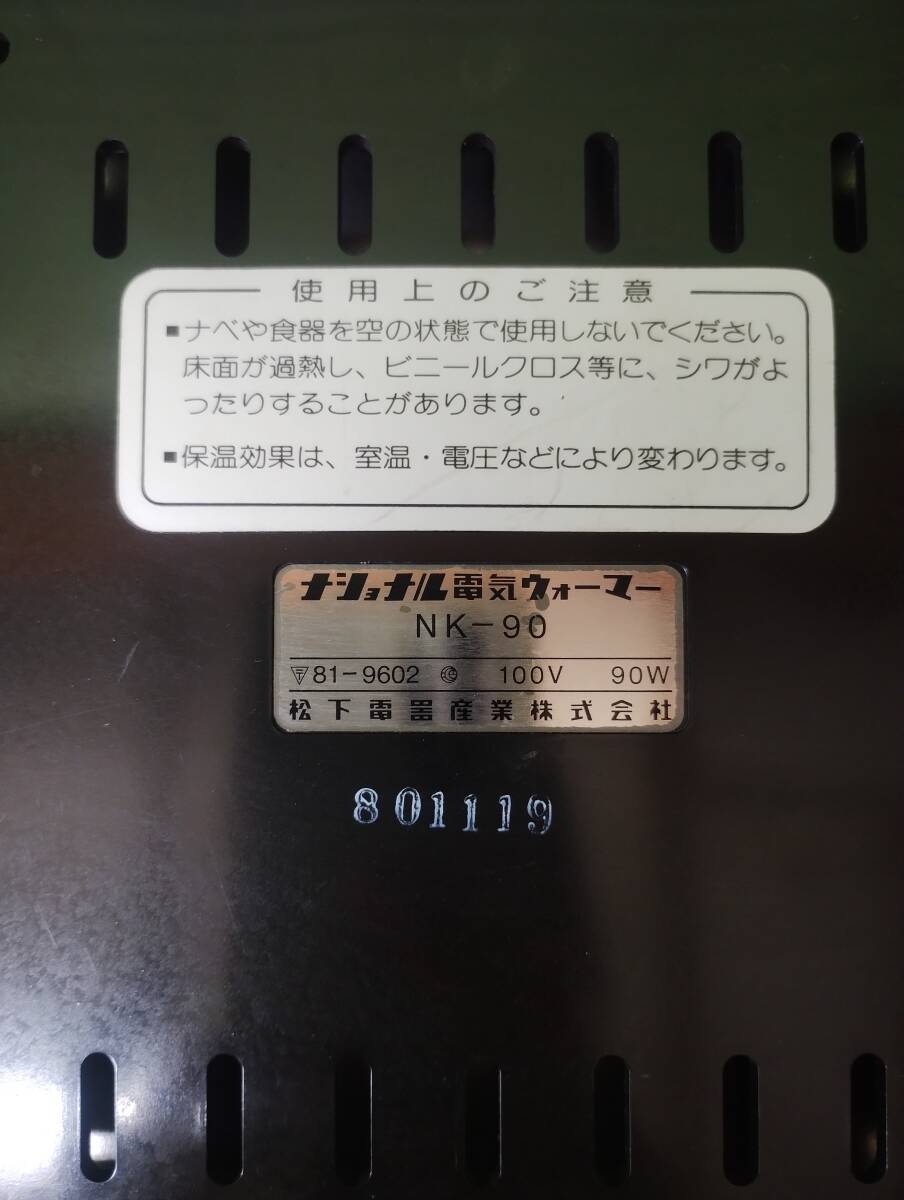 使用上のご注意
■ナベや食器を空の状態で使用しないでください。
床面が過熱し、ビニールクロス等に、シワがよ
ったりすることがあります。
■保温効果は、室温・電圧などにより変わります。
ナショナル電気ウォーマー
NK-90
〒81-9602 100V 90W
松下電器産業株式会社
801119